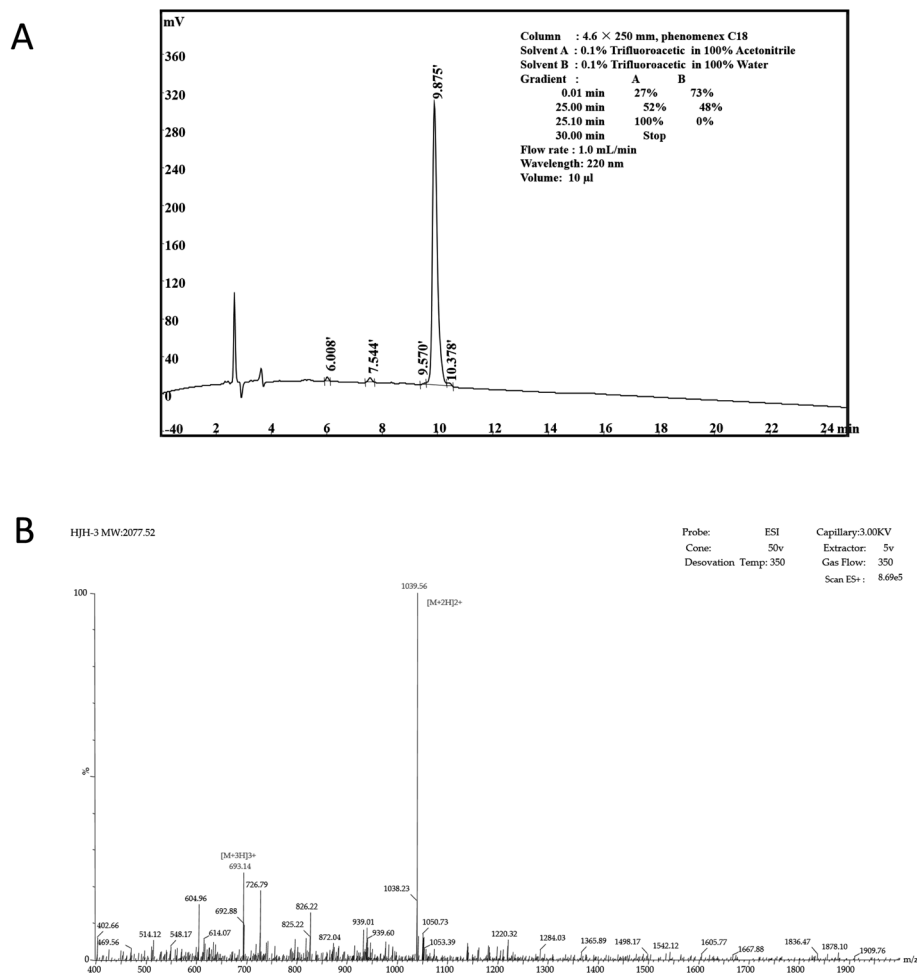 A
mV
360
320
280
240
200
160
120
80
40
0
-40
2
4
6
8
10
12
14
16
18
20
22
24 min
6.008'
7.544'
9.570'
9.875'
10.378'
Column : 4.6 × 250 mm, phenomenex C18
Solvent A : 0.1% Trifluoroacetic in 100% Acetonitrile
Solvent B : 0.1% Trifluoroacetic in 100% Water
Gradient : A B
0.01 min 27% 73%
25.00 min 52% 48%
25.10 min 100% 0%
30.00 min Stop
Flow rate : 1.0 mL/min
Wavelength: 220 nm
Volume: 10 µl
B
HJH-3 MW:2077.52
Probe: ESI Capillary:3.00KV
Cone: 50v Extractor: 5v
Desovation Temp: 350 Gas Flow: 350
Scan ES+ : 8.69e5
1039.56
100
[M+2H]2+
%
[M+3H]3+
693.14
726.79
1038.23
604.96
826.22
402.66
692.88
825.22
939.01
1050.73
469.56
514.12
548.17
614.07
872.04
939.60
1053.39
1220.32
1284.03
1365.89
1498.17
1542.12
1605.77
1667.88
1836.47
1878.10
1909.76
400 500 600 700 800 900 1000 1100 1200 1300 1400 1500 1600 1700 1800 1900 m/z